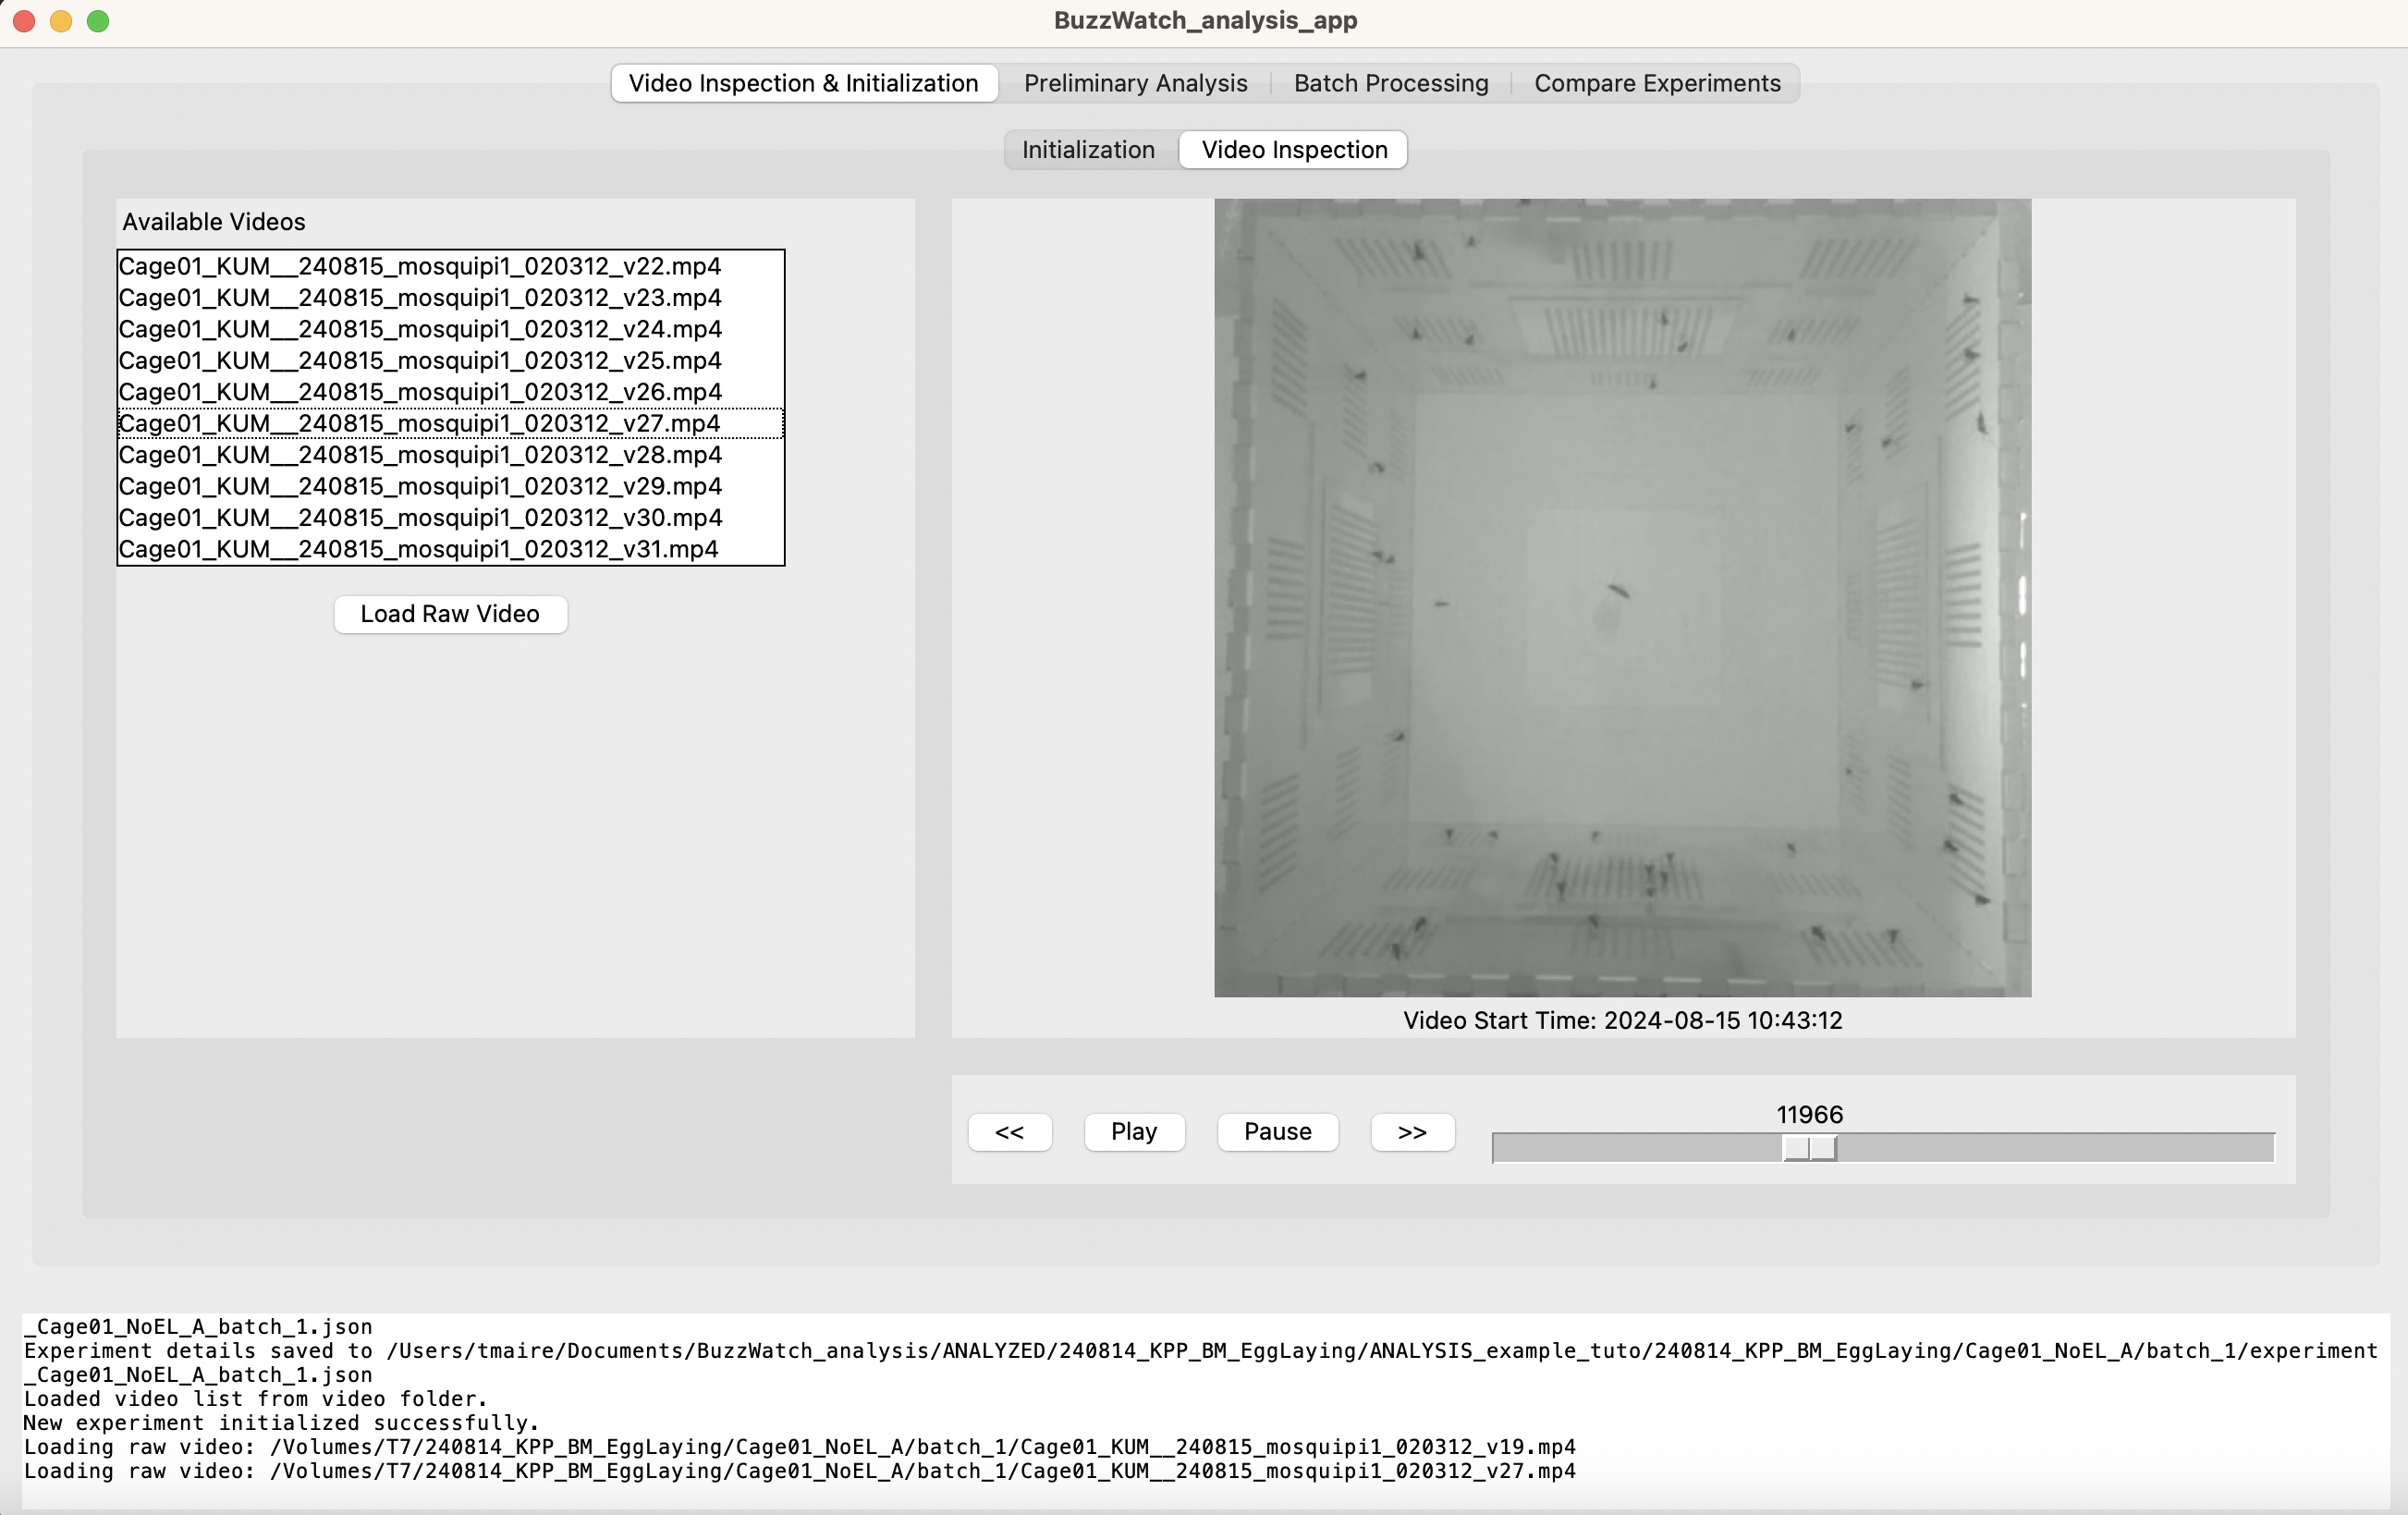 BuzzWatch_analysis_app
Video Inspection & Initialization Preliminary Analysis Batch Processing Compare Experiments
Initialization Video Inspection
Available Videos
Cage01_KUM__240815_mosquipi1_020312_v22.mp4
Cage01_KUM__240815_mosquipi1_020312_v23.mp4
Cage01_KUM__240815_mosquipi1_020312_v24.mp4
Cage01_KUM__240815_mosquipi1_020312_v25.mp4
Cage01_KUM__240815_mosquipi1_020312_v26.mp4
Cage01_KUM__240815_mosquipi1_020312_v27.mp4
Cage01_KUM__240815_mosquipi1_020312_v28.mp4
Cage01_KUM__240815_mosquipi1_020312_v29.mp4
Cage01_KUM__240815_mosquipi1_020312_v30.mp4
Cage01_KUM__240815_mosquipi1_020312_v31.mp4
Load Raw Video
Video Start Time: 2024-08-15 10:43:12
11966
<< Play Pause >>
_Cage01_NoEL_A_batch_1.json
Experiment details saved to /Users/tmaire/Documents/BuzzWatch_analysis/ANALYZED/240814_KPP_BM_EggLaying/ANALYSIS_example_tuto/240814_KPP_BM_EggLaying/Cage01_NoEL_A/batch_1/experiment
_Cage01_NoEL_A_batch_1.json
Loaded video list from video folder.
New experiment initialized successfully.
Loading raw video: /Volumes/T7/240814_KPP_BM_EggLaying/Cage01_NoEL_A/batch_1/Cage01_KUM__240815_mosquipi1_020312_v19.mp4
Loading raw video: /Volumes/T7/240814_KPP_BM_EggLaying/Cage01_NoEL_A/batch_1/Cage01_KUM__240815_mosquipi1_020312_v27.mp4